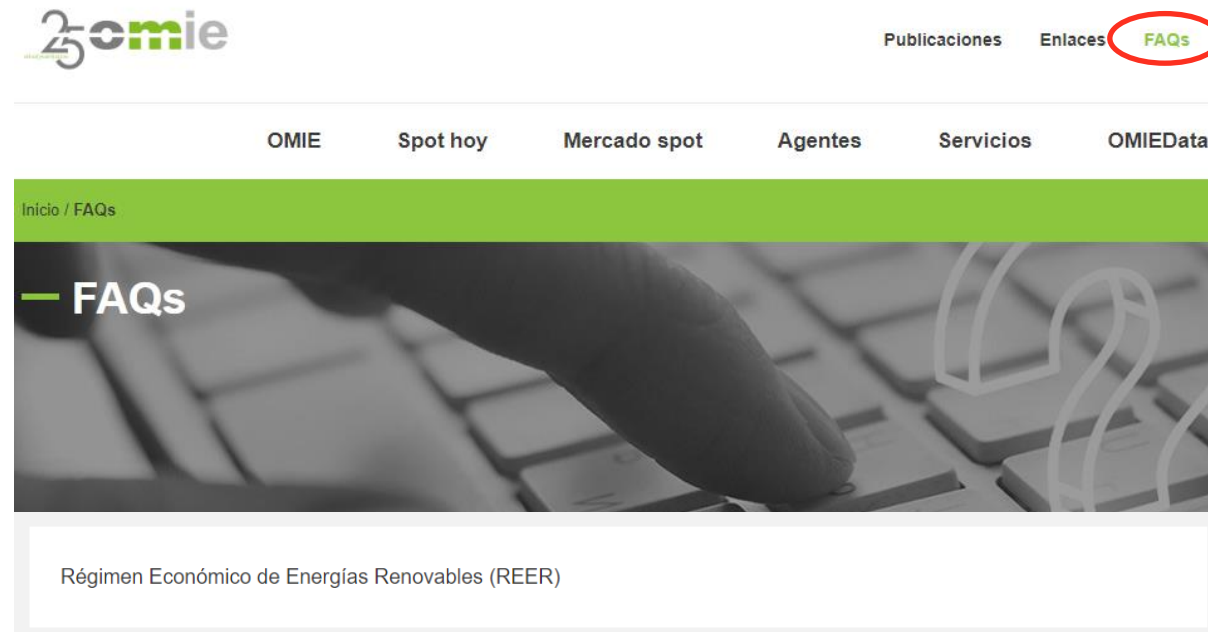 25 omie
Publicaciones Enlaces FAQs
OMIE Spot hoy Mercado spot Agentes Servicios OMIEData
Inicio / FAQs
FAQs
Régimen Económico de Energías Renovables (REER)